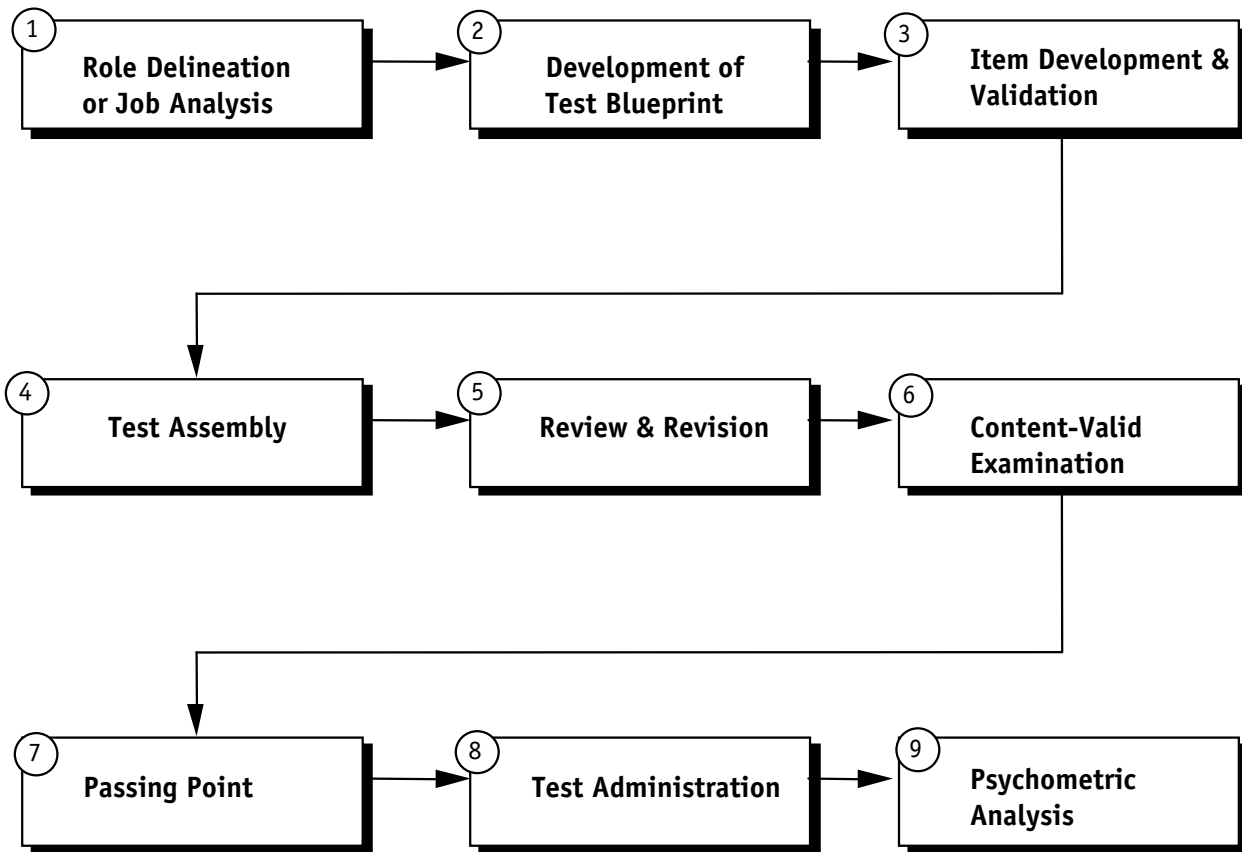 1
Role Delineation
or Job Analysis
2
Development of
Test Blueprint
3
Item Development &
Validation
4
Test Assembly
5
Review & Revision
6
Content-Valid
Examination
7
Passing Point
8
Test Administration
9
Psychometric
Analysis